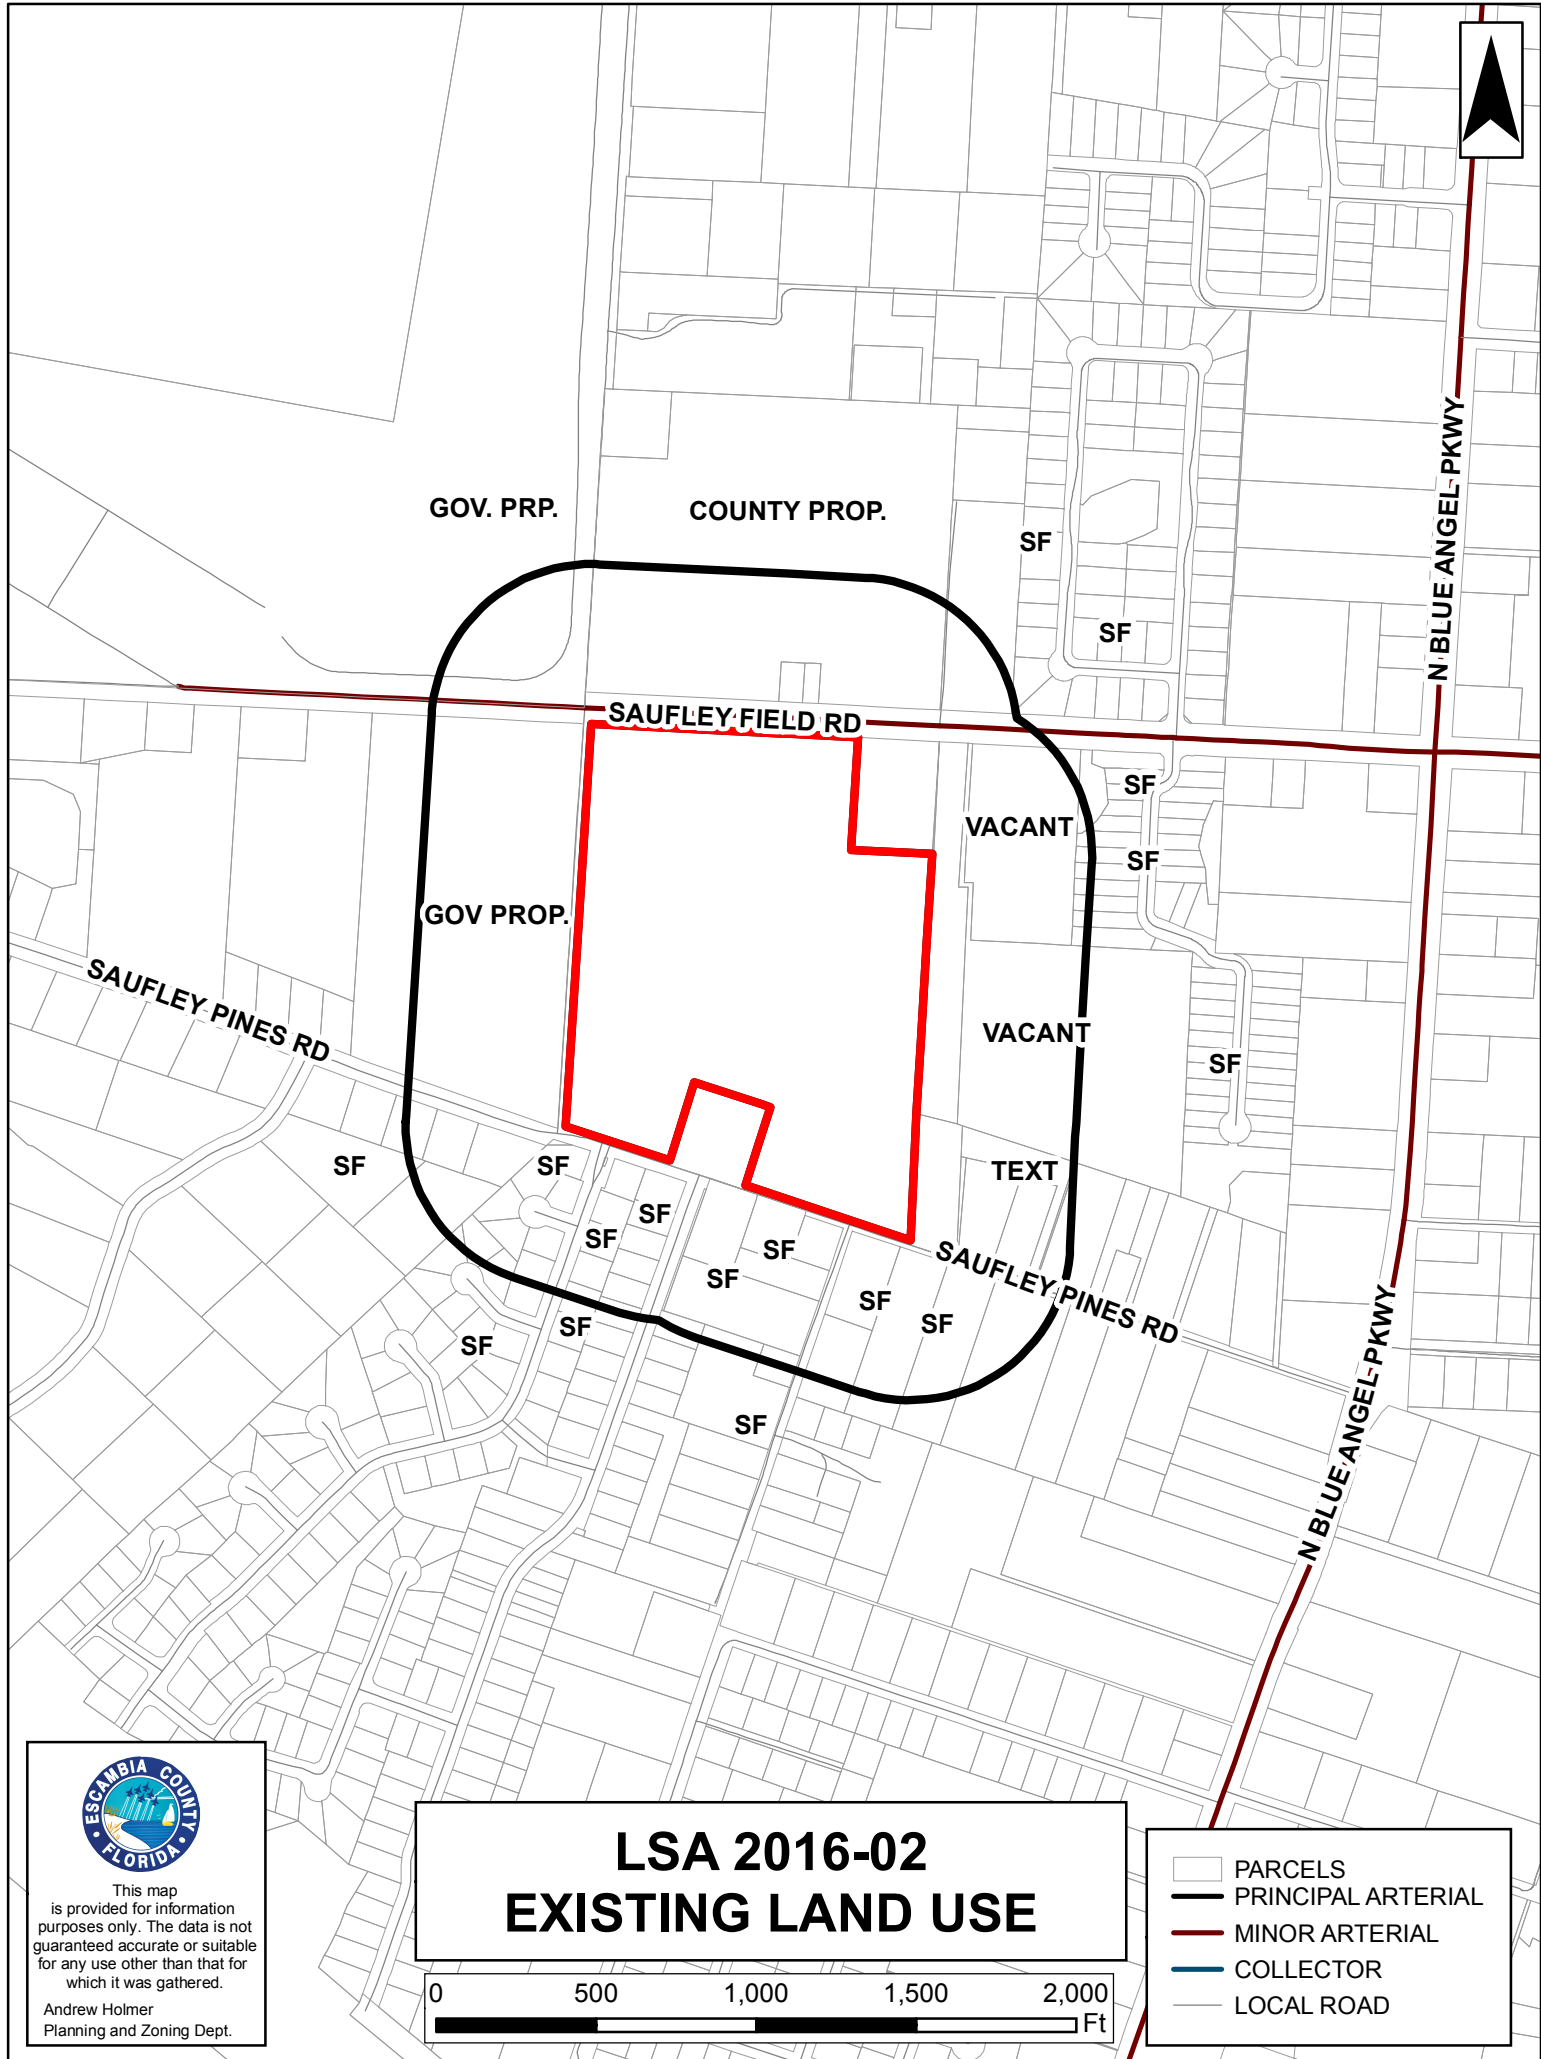 GOV. PRP.
COUNTY PROP.
SF
SF
N BLUE ANGEL PKWY
SAUFLEY FIELD RD
SF
VACANT
SF
GOV PROP.
SAUFLEY PINES RD
VACANT
SF
SF
SF
TEXT
SF
SF
SF
SF
SAUFLEY PINES RD
SF
SF
SF
SF
N BLUE ANGEL PKWY
SF
ESCAMBIA COUNTY
FLORIDA
This map
is provided for information
purposes only. The data is not
guaranteed accurate or suitable
for any use other than that for
which it was gathered.
Andrew Holmer
Planning and Zoning Dept.
LSA 2016-02
EXISTING LAND USE
0 500 1,000 1,500 2,000
Ft
PARCELS
PRINCIPAL ARTERIAL
MINOR ARTERIAL
COLLECTOR
LOCAL ROAD